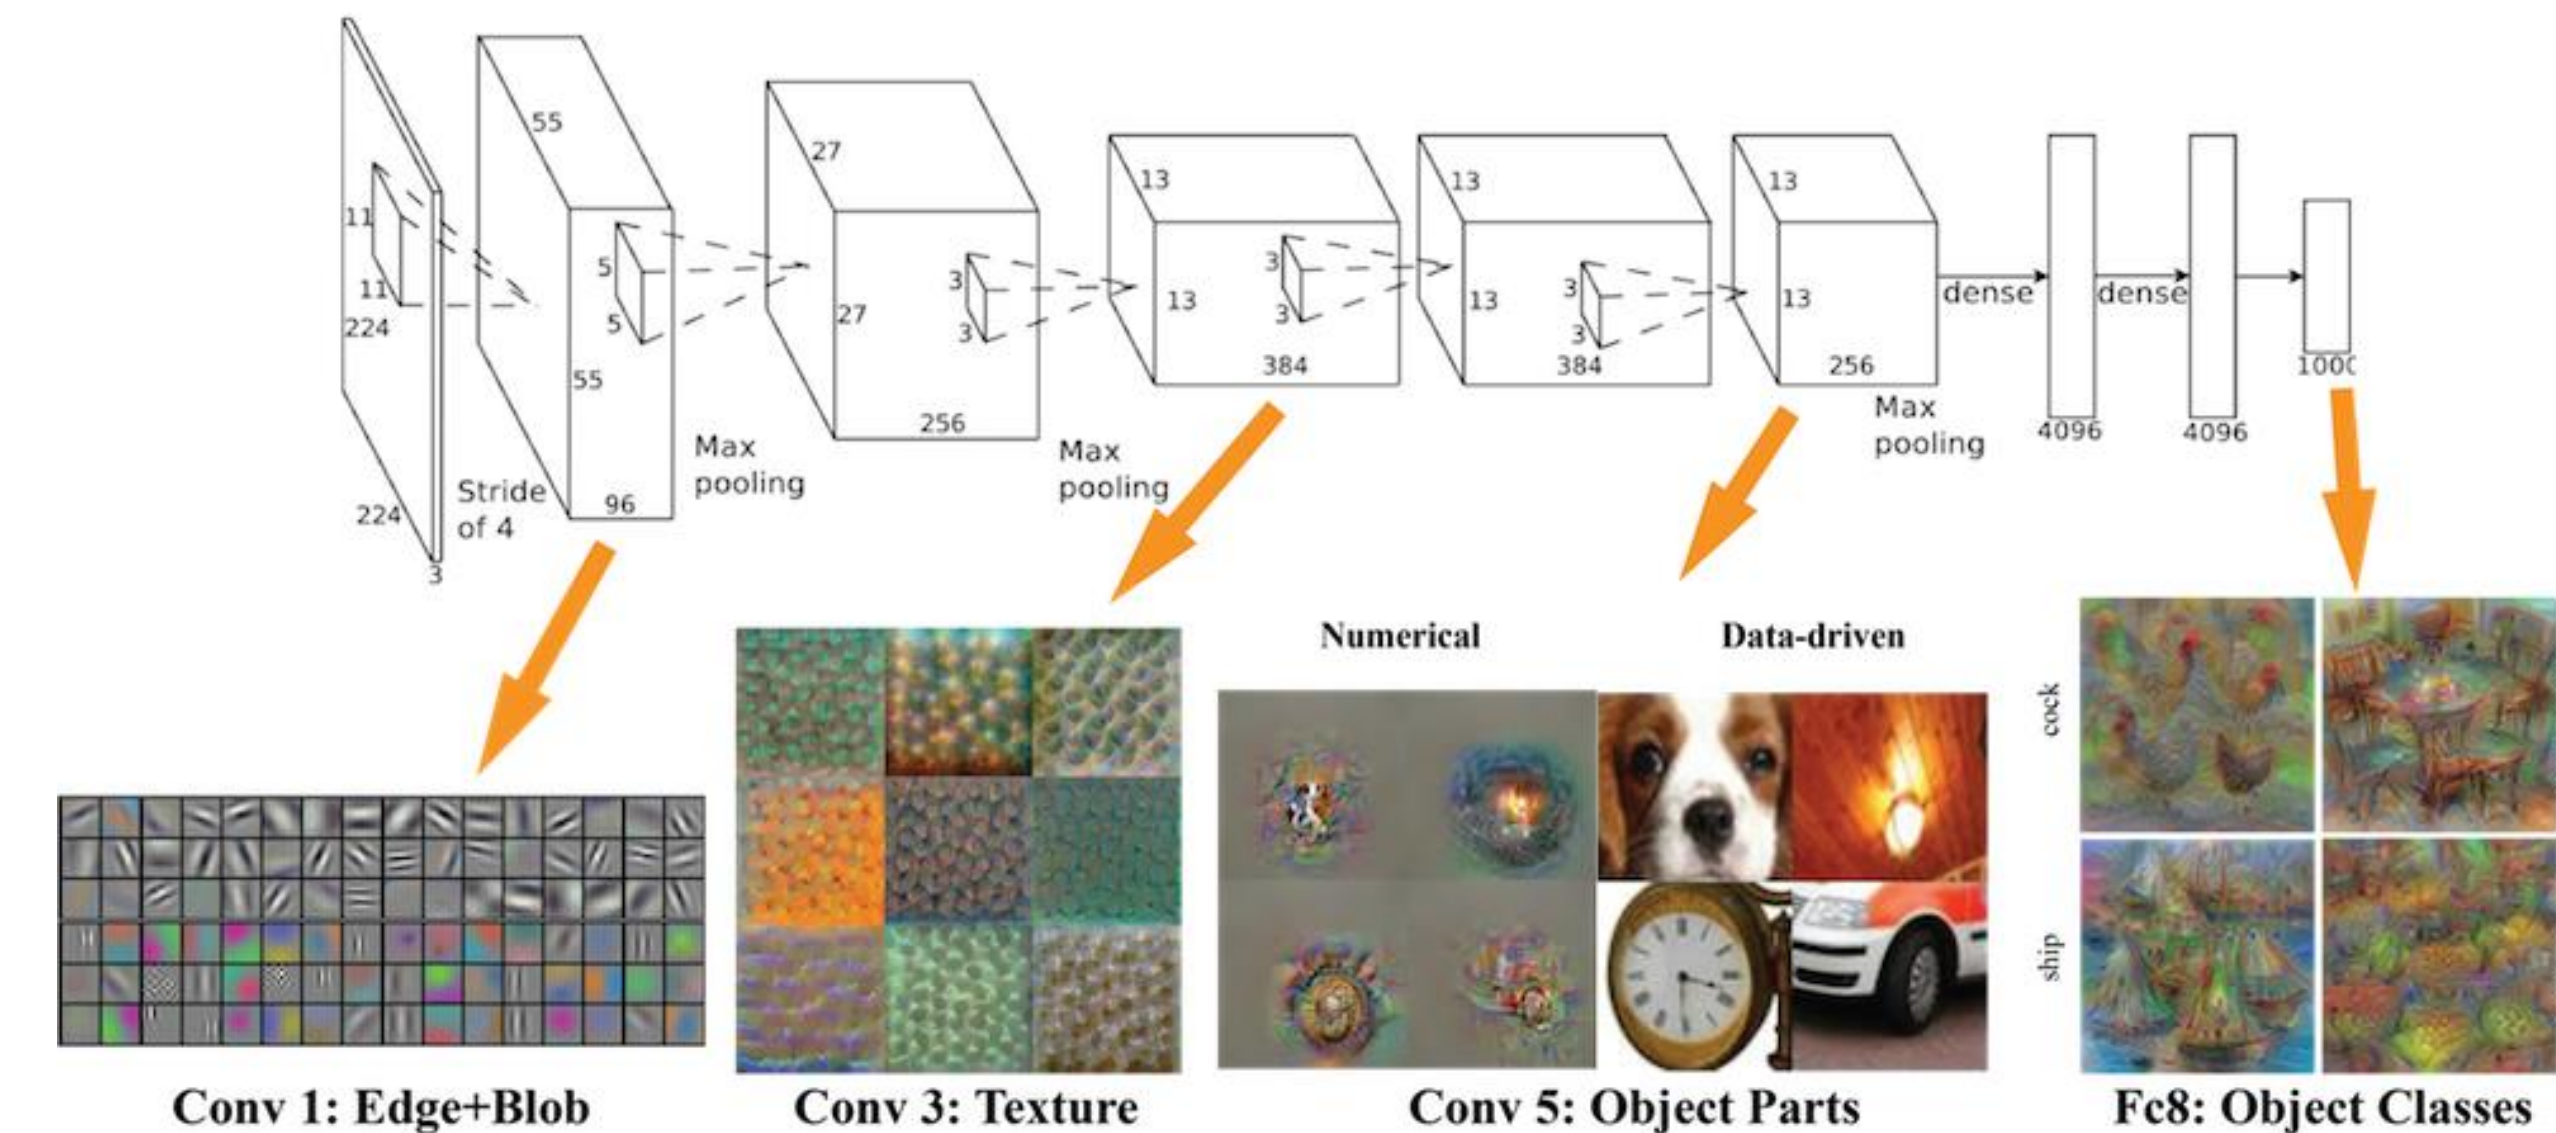 55
27
13
13
13
11
11
5
5
3
3
3
3
3
3
224
224
3
55
27
13
13
13
96
256
384
384
256
Stride
of 4
Max
pooling
Max
pooling
Max
pooling
dense
dense
4096
4096
1000
Numerical
Data-driven
cock
ship
Conv 1: Edge+Blob
Conv 3: Texture
Conv 5: Object Parts
Fc8: Object Classes